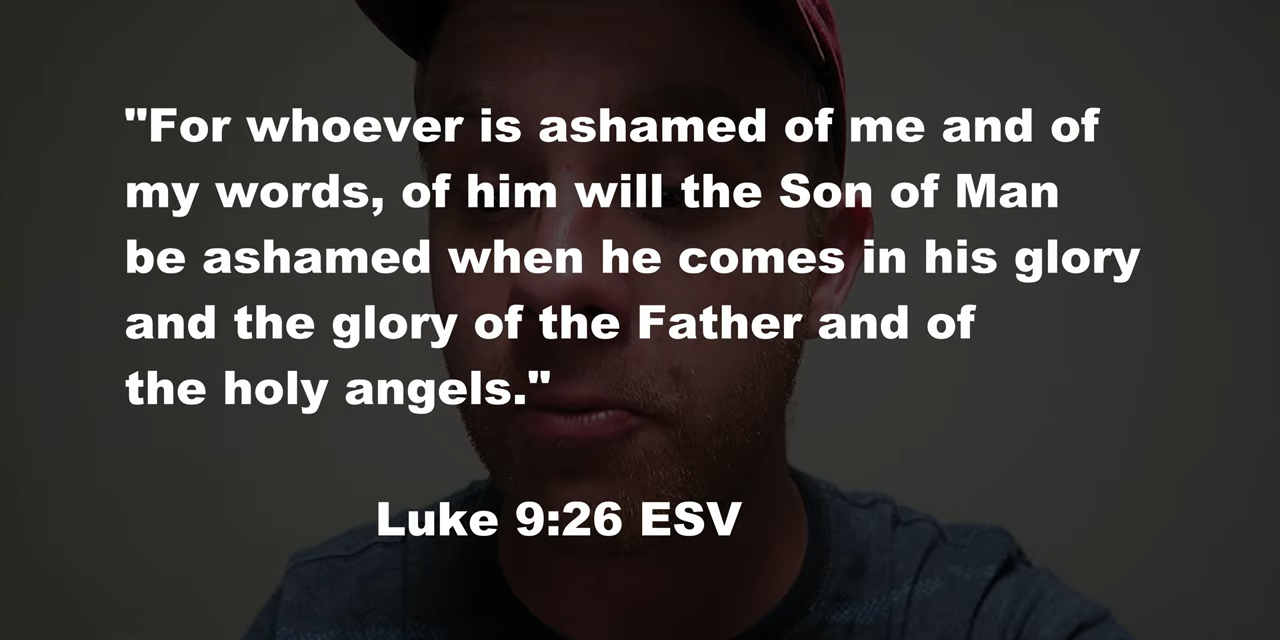 "For whoever is ashamed of me and of
my words, of him will the Son of Man
be ashamed when he comes in his glory
and the glory of the Father and of
the holy angels."
Luke 9:26 ESV